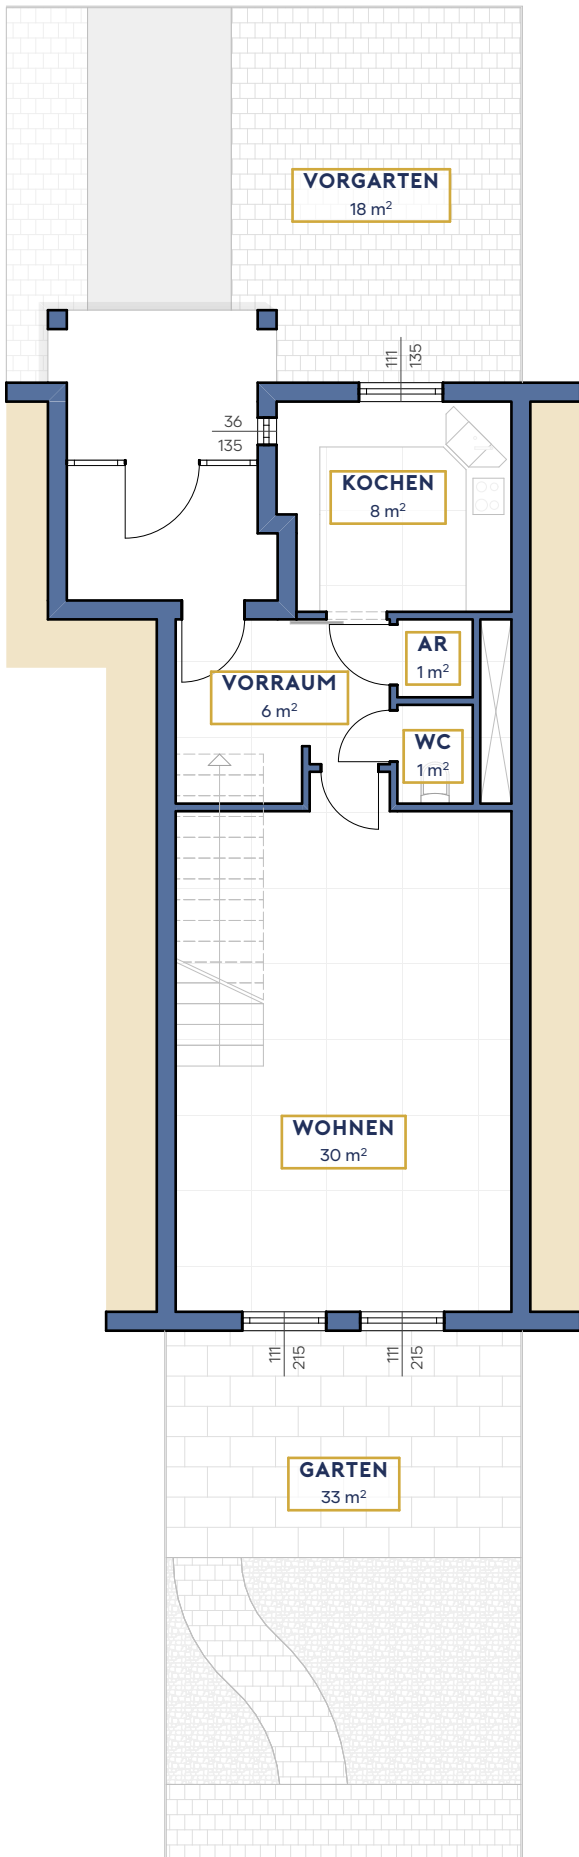 VORGARTEN
18 m²
111
135
36
135
KOCHEN
8 m²
AR
1 m²
VORRAUM
6 m²
WC
1 m²
WOHNEN
30 m²
111
215
111
215
GARTEN
33 m²